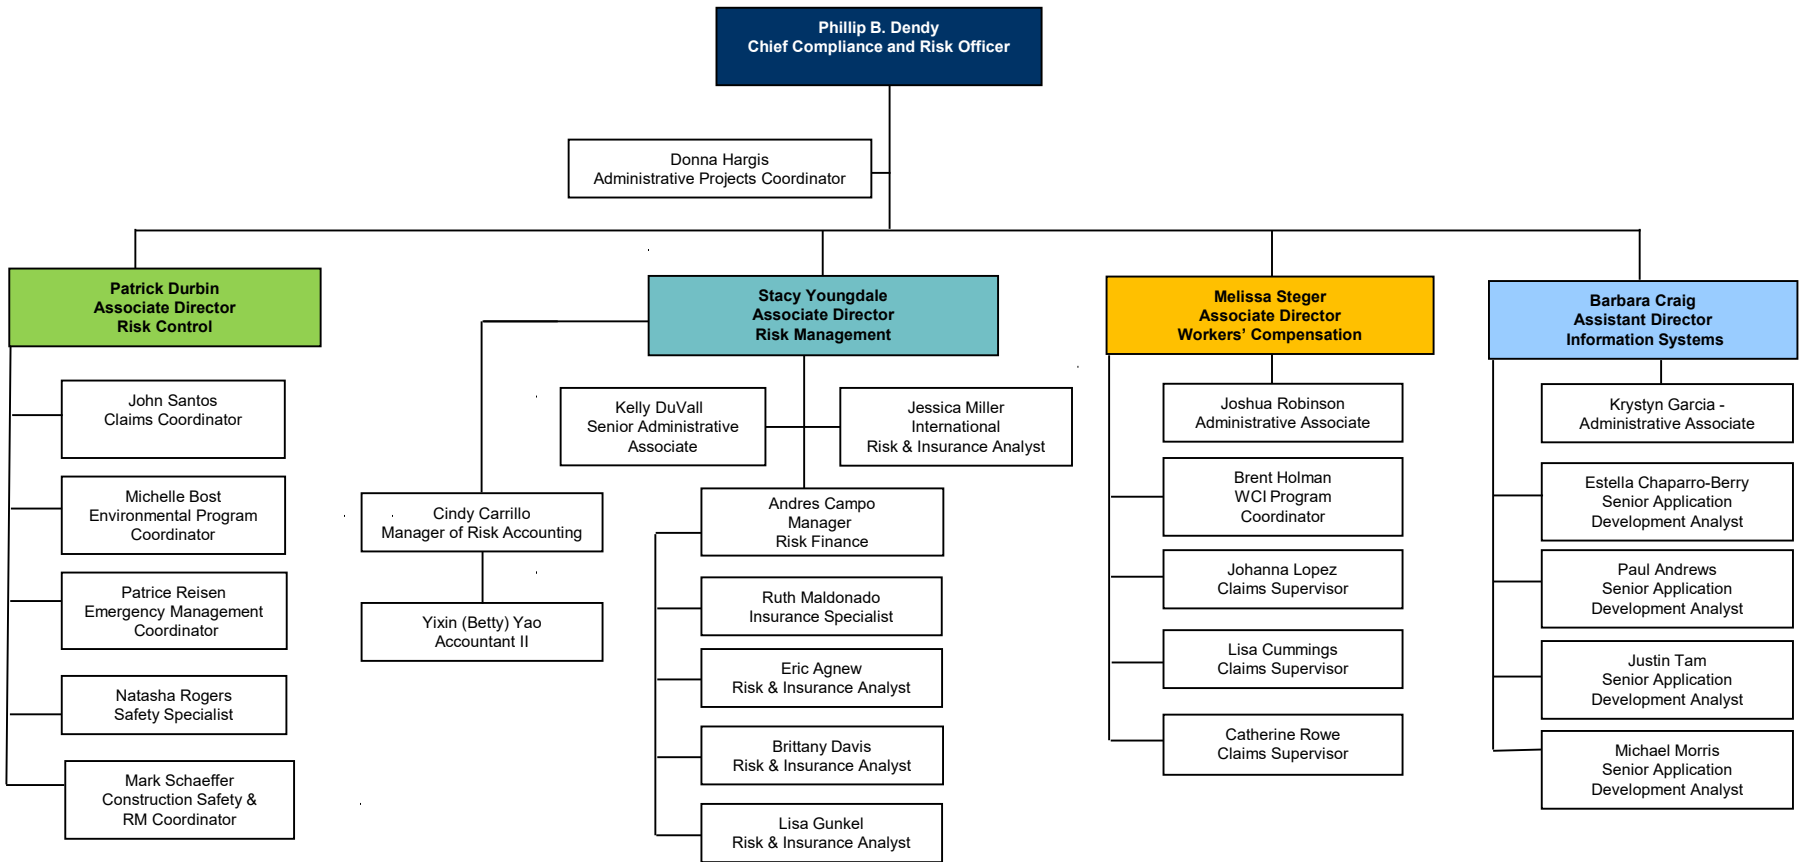 Phillip B. Dendy
Chief Compliance and Risk Officer
Donna Hargis
Administrative Projects Coordinator
Patrick Durbin
Associate Director
Risk Control
John Santos
Claims Coordinator
Michelle Bost
Environmental Program
Coordinator
Patrice Reisen
Emergency Management
Coordinator
Natasha Rogers
Safety Specialist
Mark Schaeffer
Construction Safety &
RM Coordinator
Stacy Youngdale
Associate Director
Risk Management
Kelly DuVall
Senior Administrative
Associate
Jessica Miller
International
Risk & Insurance Analyst
Cindy Carrillo
Manager of Risk Accounting
Yixin (Betty) Yao
Accountant II
Andres Campo
Manager
Risk Finance
Ruth Maldonado
Insurance Specialist
Eric Agnew
Risk & Insurance Analyst
Brittany Davis
Risk & Insurance Analyst
Lisa Gunkel
Risk & Insurance Analyst
Melissa Steger
Associate Director
Workers’ Compensation
Joshua Robinson
Administrative Associate
Brent Holman
WCI Program
Coordinator
Johanna Lopez
Claims Supervisor
Lisa Cummings
Claims Supervisor
Catherine Rowe
Claims Supervisor
Barbara Craig
Assistant Director
Information Systems
Krystyn Garcia -
Administrative Associate
Estella Chaparro-Berry
Senior Application
Development Analyst
Paul Andrews
Senior Application
Development Analyst
Justin Tam
Senior Application
Development Analyst
Michael Morris
Senior Application
Development Analyst